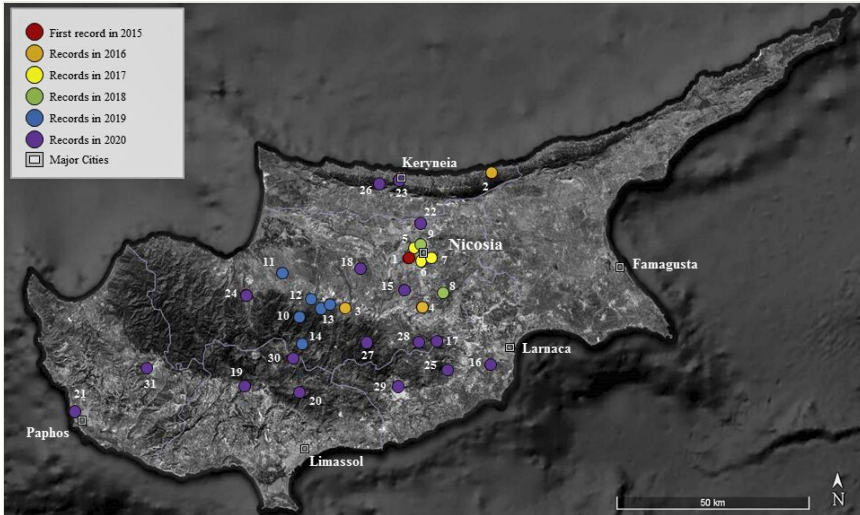 First record in 2015
Records in 2016
Records in 2017
Records in 2018
Records in 2019
Records in 2020
Major Cities
Keryneia
26
23
2
22
9
5
Nicosia
1
7
6
11
18
Famagusta
24
15
8
12
10
13
3
4
14
28
17
30
27
Larnaca
31
25
16
19
20
29
21
Paphos
Limassol
N
50 km